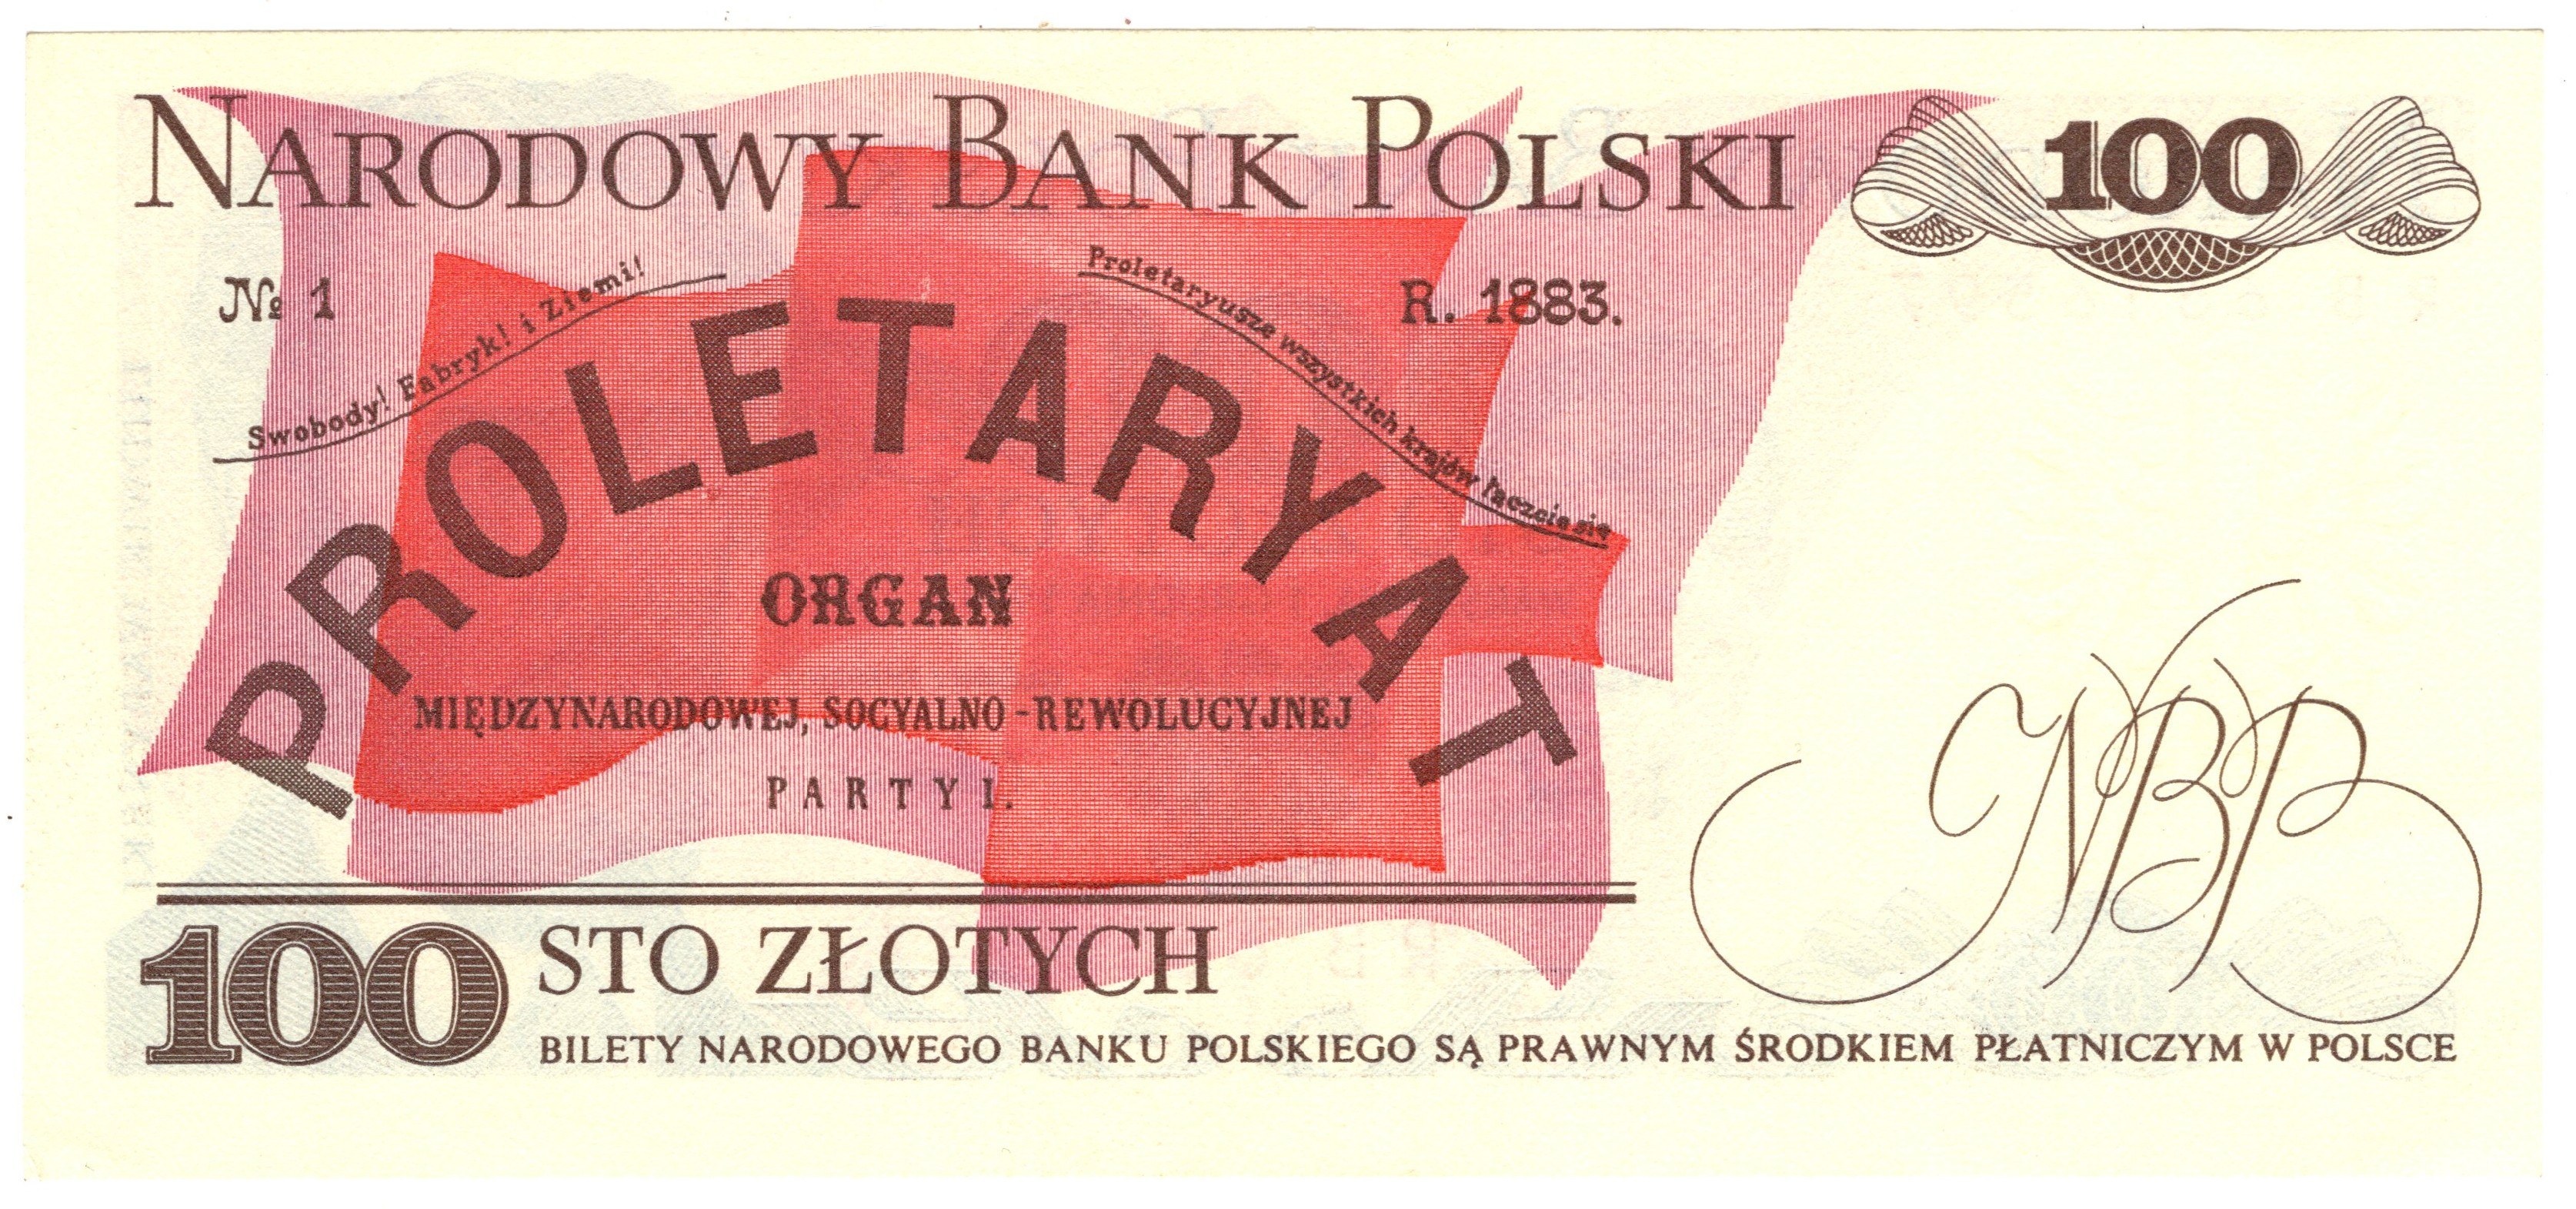 NARODOWY BANK POLSKI
100
№ 1
R. 1883.
Swobody! Fabryk! i Ziemi!
Proletaryusze wszystkich krajów łączcie się
PROLETARYAT
ORGAN
MIĘDZYNARODOWEJ, SOCYALNO-REWOLUCYJNEJ
PARTYI.
NBP
100 STO ZŁOTYCH
BILETY NARODOWEGO BANKU POLSKIEGO SĄ PRAWNYM ŚRODKIEM PŁATNICZYM W POLSCE